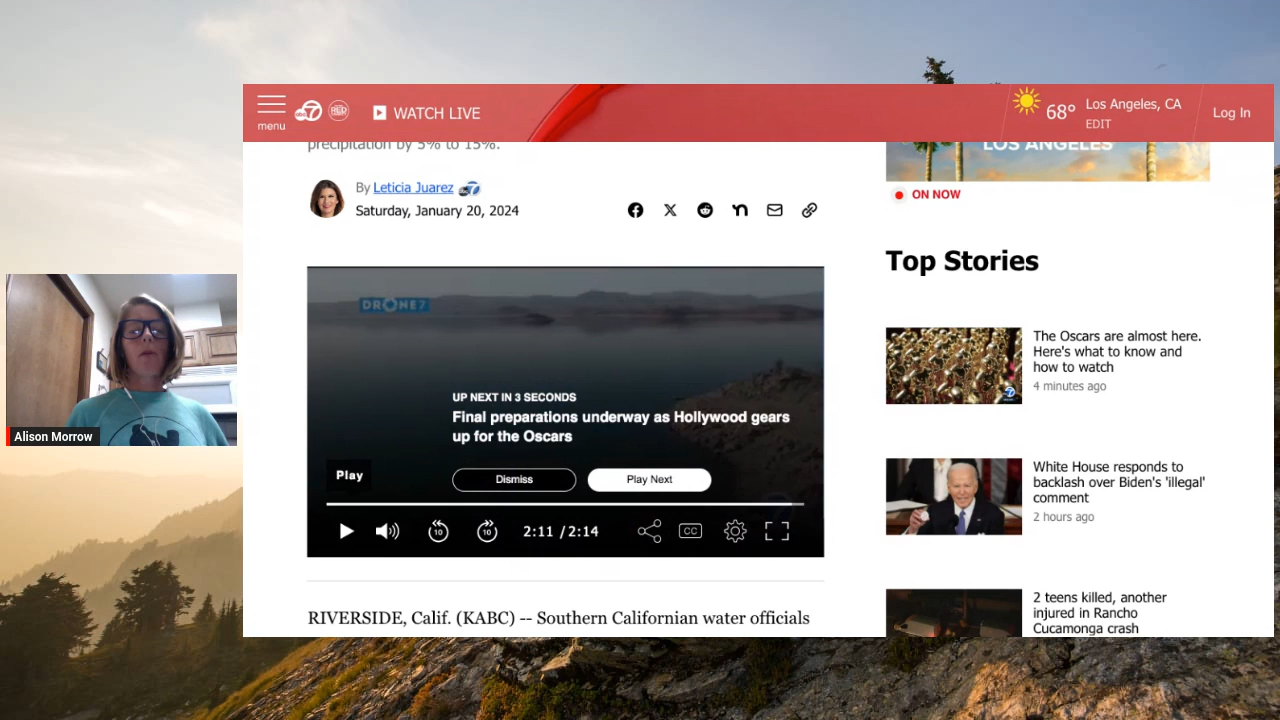 menu
7
WATCH LIVE
68°
Los Angeles, CA
EDIT
Log In
precipitation by 5% to 15%.
By Leticia Juarez
Saturday, January 20, 2024
DRONE7
UP NEXT IN 3 SECONDS
Final preparations underway as Hollywood gears
up for the Oscars
Play
Dismiss
Play Next
10
10
2:11 / 2:14
CC
RIVERSIDE, Calif. (KABC) -- Southern Californian water officials
LOS ANGELES
ON NOW
Top Stories
The Oscars are almost here.
Here's what to know and
how to watch
4 minutes ago
White House responds to
backlash over Biden's 'illegal'
comment
2 hours ago
2 teens killed, another
injured in Rancho
Cucamonga crash
Alison Morrow